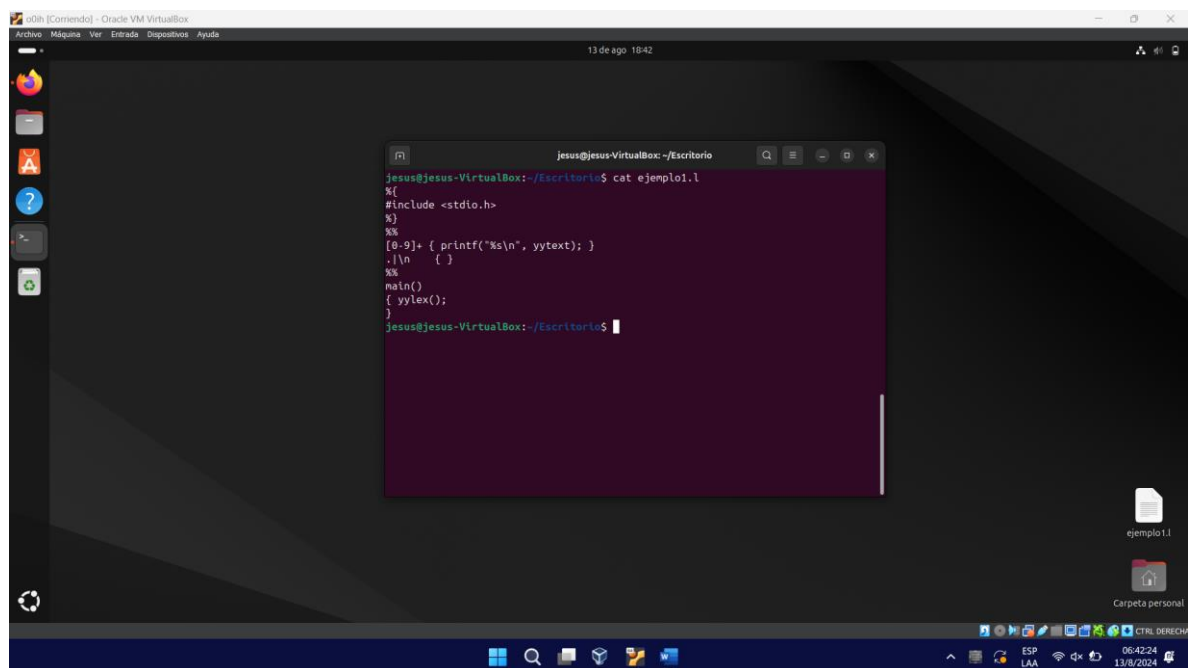 o0ih [Corriendo] - Oracle VM VirtualBox
Archivo Máquina Ver Entrada Dispositivos Ayuda
13 de ago 18:42
jesus@jesus-VirtualBox: ~/Escritorio
jesus@jesus-VirtualBox:~/Escritorio$ cat ejemplo1.l
%{
#include <stdio.h>
%}
%%
[0-9]+ { printf("%s\n", yytext); }
.|\n    { }
%%
main()
{ yylex();
}
jesus@jesus-VirtualBox:~/Escritorio$
ejemplo1.l
Carpeta personal
CTRL DERECHA
ESP
LAA
06:42:24
13/8/2024